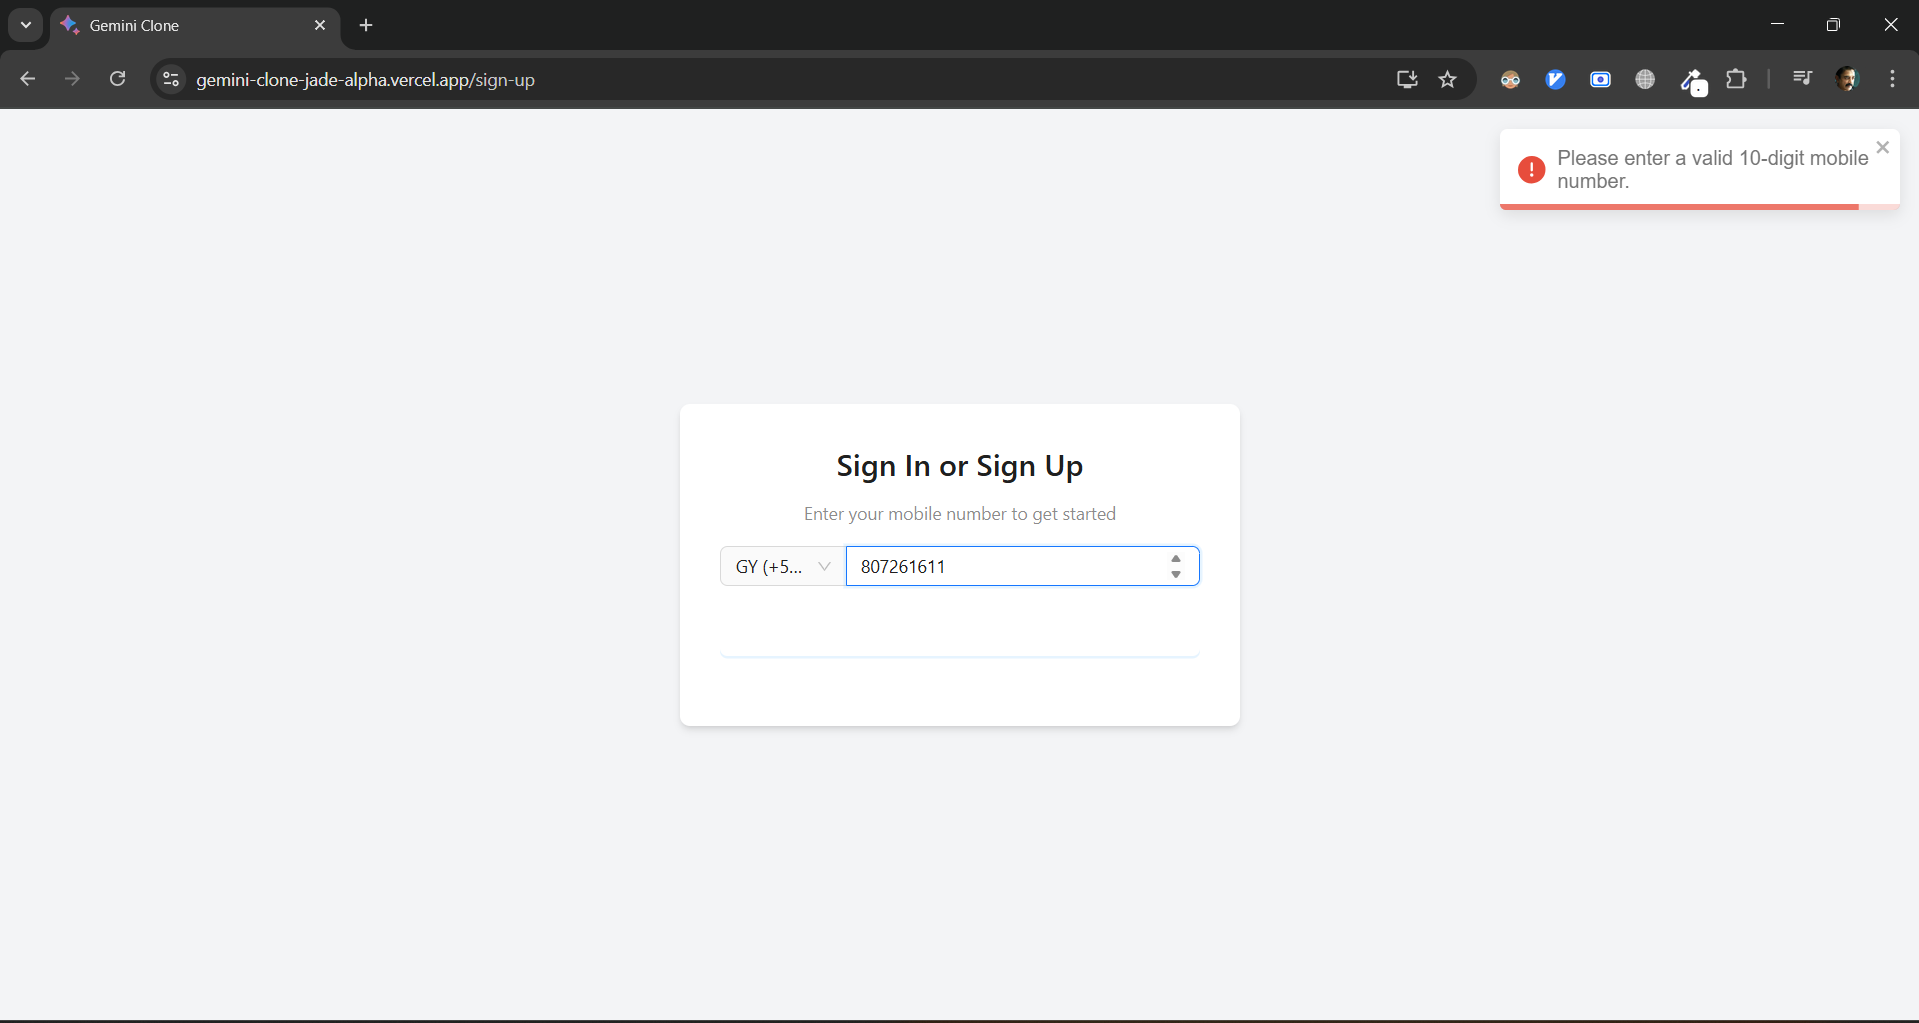 Gemini Clone
gemini-clone-jade-alpha.vercel.app/sign-up
Please enter a valid 10-digit mobile
number.
Sign In or Sign Up
Enter your mobile number to get started
GY (+5... 807261611